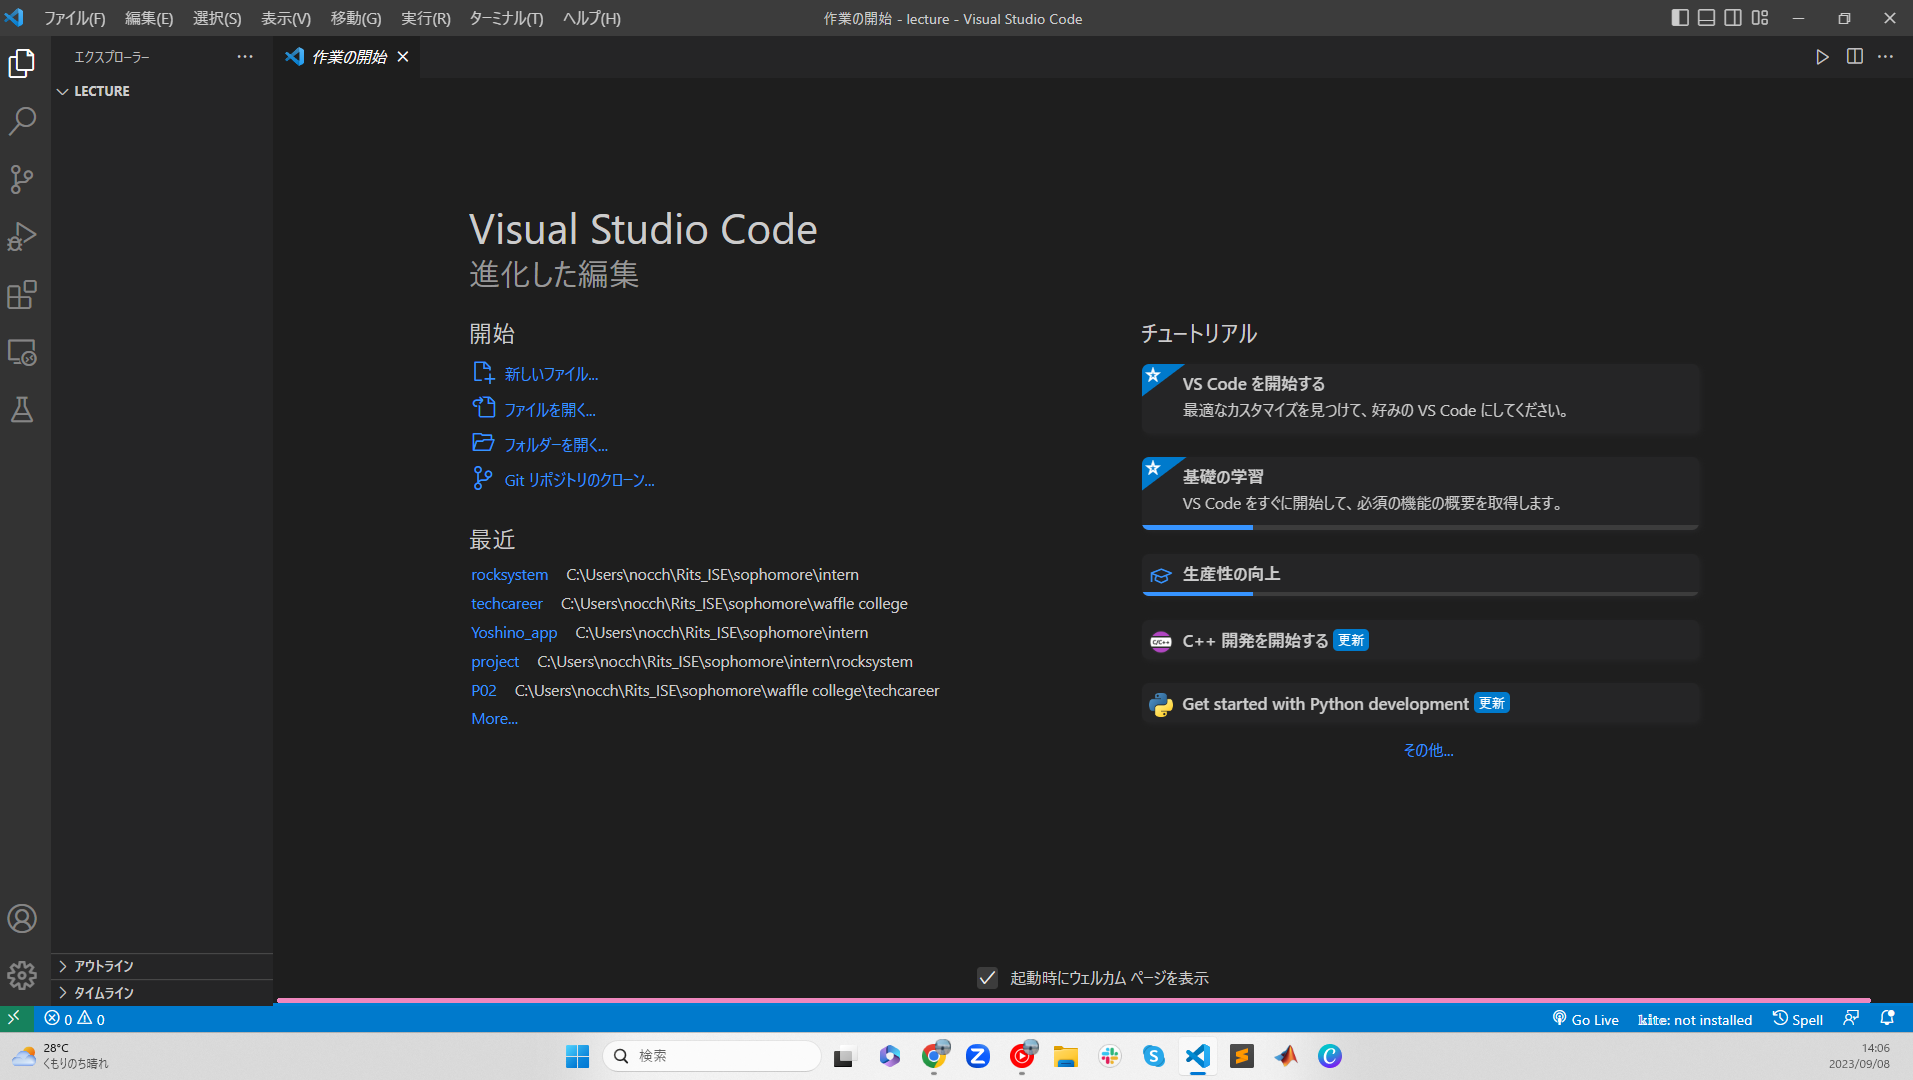 ファイル(F) 編集(E) 選択(S) 表示(V) 移動(G) 実行(R) ターミナル(T) ヘルプ(H)
作業の開始 - lecture - Visual Studio Code
エクスプローラー
作業の開始
LECTURE
Visual Studio Code
進化した編集
開始
新しいファイル...
ファイルを開く...
フォルダーを開く...
Git リポジトリのクローン...
最近
rocksystem C:\Users\nocch\Rits_ISE\sophomore\intern
techcareer C:\Users\nocch\Rits_ISE\sophomore\waffle college
Yoshino_app C:\Users\nocch\Rits_ISE\sophomore\intern
project C:\Users\nocch\Rits_ISE\sophomore\intern\rocksystem
P02 C:\Users\nocch\Rits_ISE\sophomore\waffle college\techcareer
More...
チュートリアル
VS Code を開始する
最適なカスタマイズを見つけて、好みの VS Code にしてください。
基礎の学習
VS Code をすぐに開始して、必須の機能の概要を取得します。
生産性の向上
C/C++
C++ 開発を開始する 更新
Get started with Python development 更新
その他...
起動時にウェルカム ページを表示
アウトライン
タイムライン
0 0
Go Live kite: not installed Spell
28°C
くもりのち晴れ
検索
14:06
2023/09/08